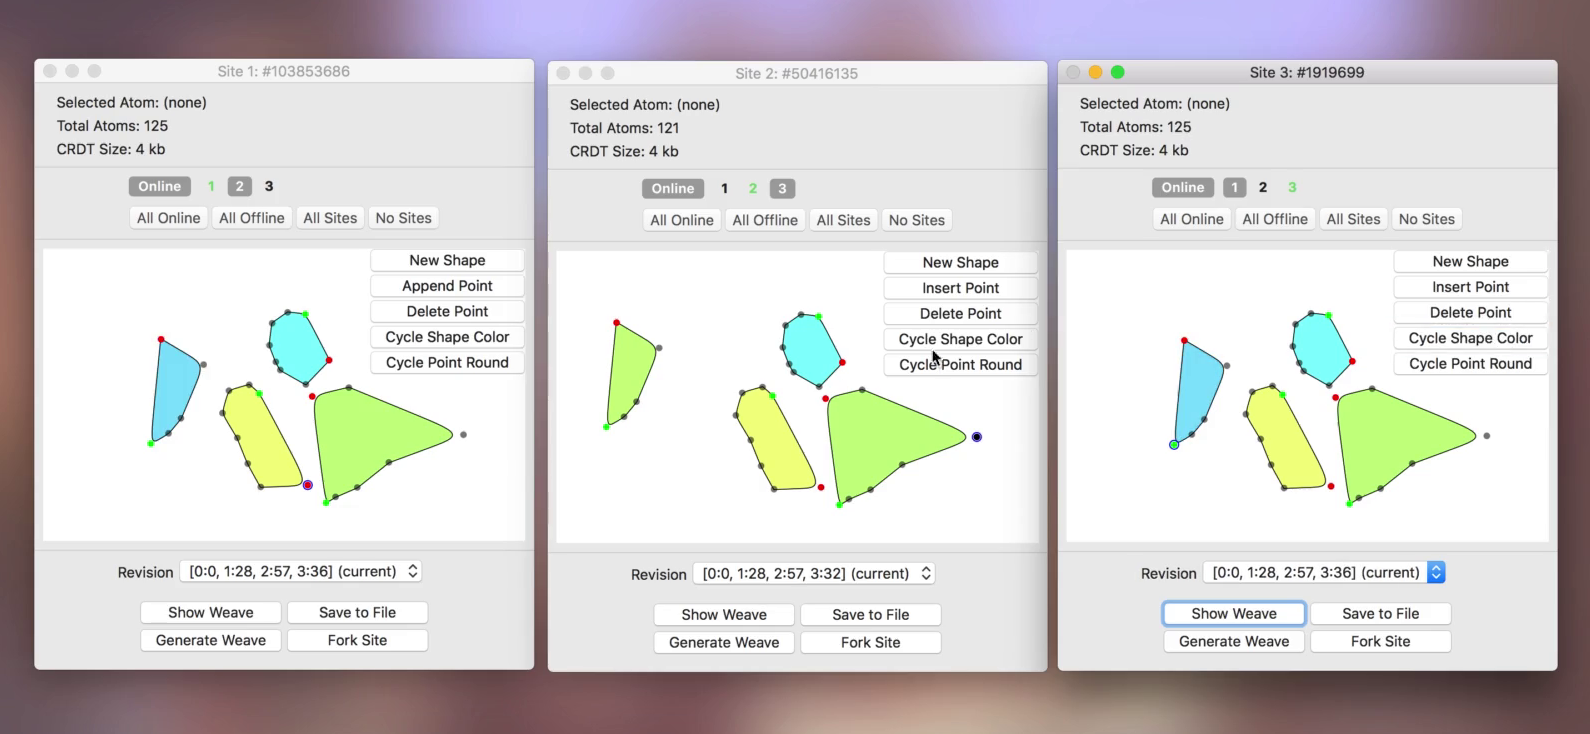 Site 1: #103853686
Selected Atom: (none)
Total Atoms: 125
CRDT Size: 4 kb
Online 1 2 3
All Online All Offline All Sites No Sites
New Shape
Append Point
Delete Point
Cycle Shape Color
Cycle Point Round
Revision [0:0, 1:28, 2:57, 3:36] (current)
Show Weave Save to File
Generate Weave Fork Site
Site 2: #50416135
Selected Atom: (none)
Total Atoms: 121
CRDT Size: 4 kb
Online 1 2 3
All Online All Offline All Sites No Sites
New Shape
Insert Point
Delete Point
Cycle Shape Color
Cycle Point Round
Revision [0:0, 1:28, 2:57, 3:32] (current)
Show Weave Save to File
Generate Weave Fork Site
Site 3: #1919699
Selected Atom: (none)
Total Atoms: 125
CRDT Size: 4 kb
Online 1 2 3
All Online All Offline All Sites No Sites
New Shape
Insert Point
Delete Point
Cycle Shape Color
Cycle Point Round
Revision [0:0, 1:28, 2:57, 3:36] (current)
Show Weave Save to File
Generate Weave Fork Site